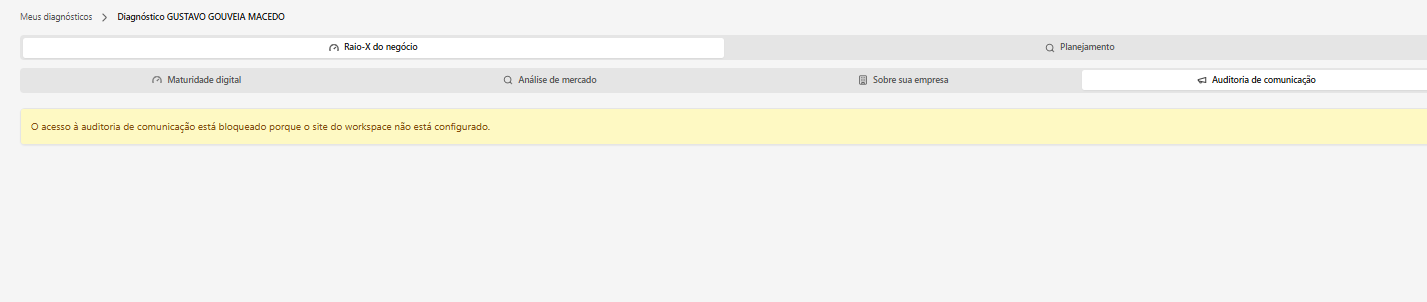 Meus diagnósticos > Diagnóstico GUSTAVO GOUVEIA MACEDO
Raio-X do negócio Planejamento
Maturidade digital Análise de mercado Sobre sua empresa Auditoria de comunicação
O acesso à auditoria de comunicação está bloqueado porque o site do workspace não está configurado.